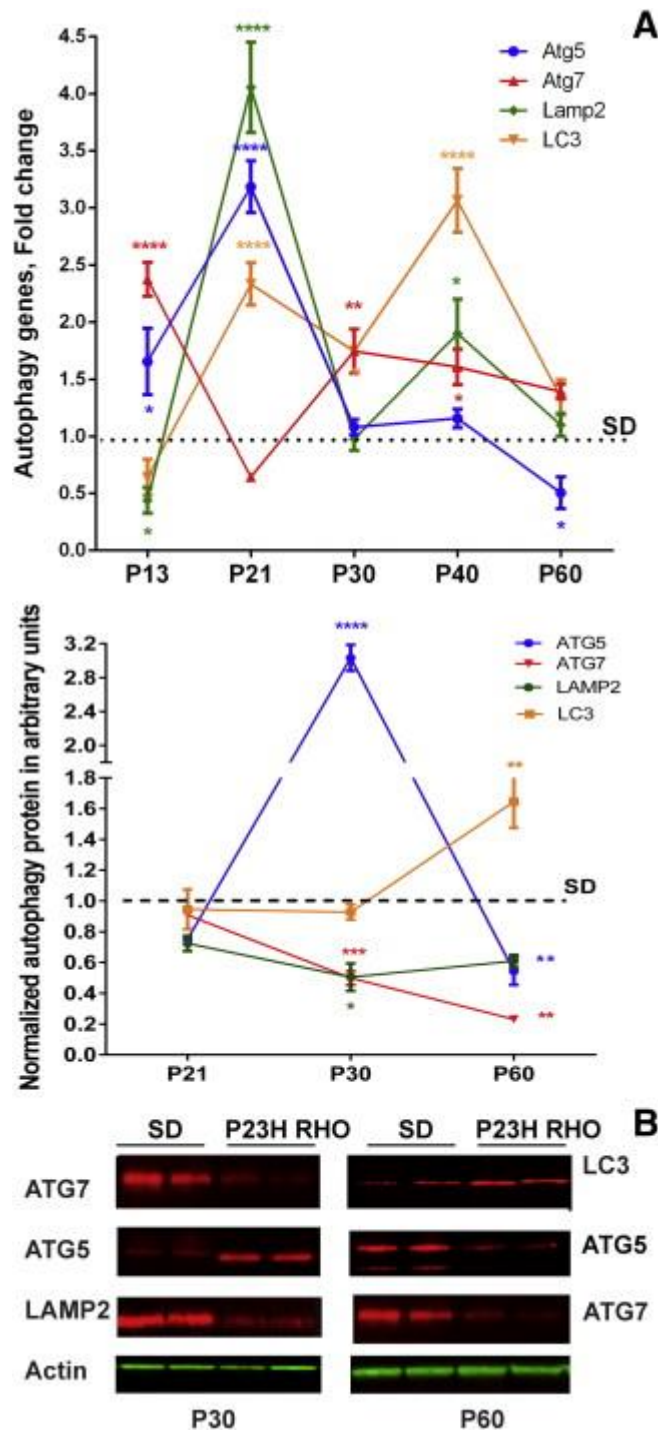 A
****
4.5
Atg5
Atg7
Lamp2
LC3
4.0
****
****
3.5
3.0
****
****
2.5
**
*
2.0
1.5
*
*
SD
1.0
0.5
*
*
0.0
Autophagy genes, Fold change
P13 P21 P30 P40 P60
****
3.2
ATG5
ATG7
LAMP2
LC3
2.8
2.4
2.0
1.8
**
1.6
1.4
1.2
SD
1.0
0.8
***
**
0.6
*
0.4
**
0.2
0.0
Normalized autophagy protein in arbitrary units
P21 P30 P60
B
SD P23H RHO SD P23H RHO
ATG7 LC3
ATG5 ATG5
LAMP2 ATG7
Actin
P30 P60